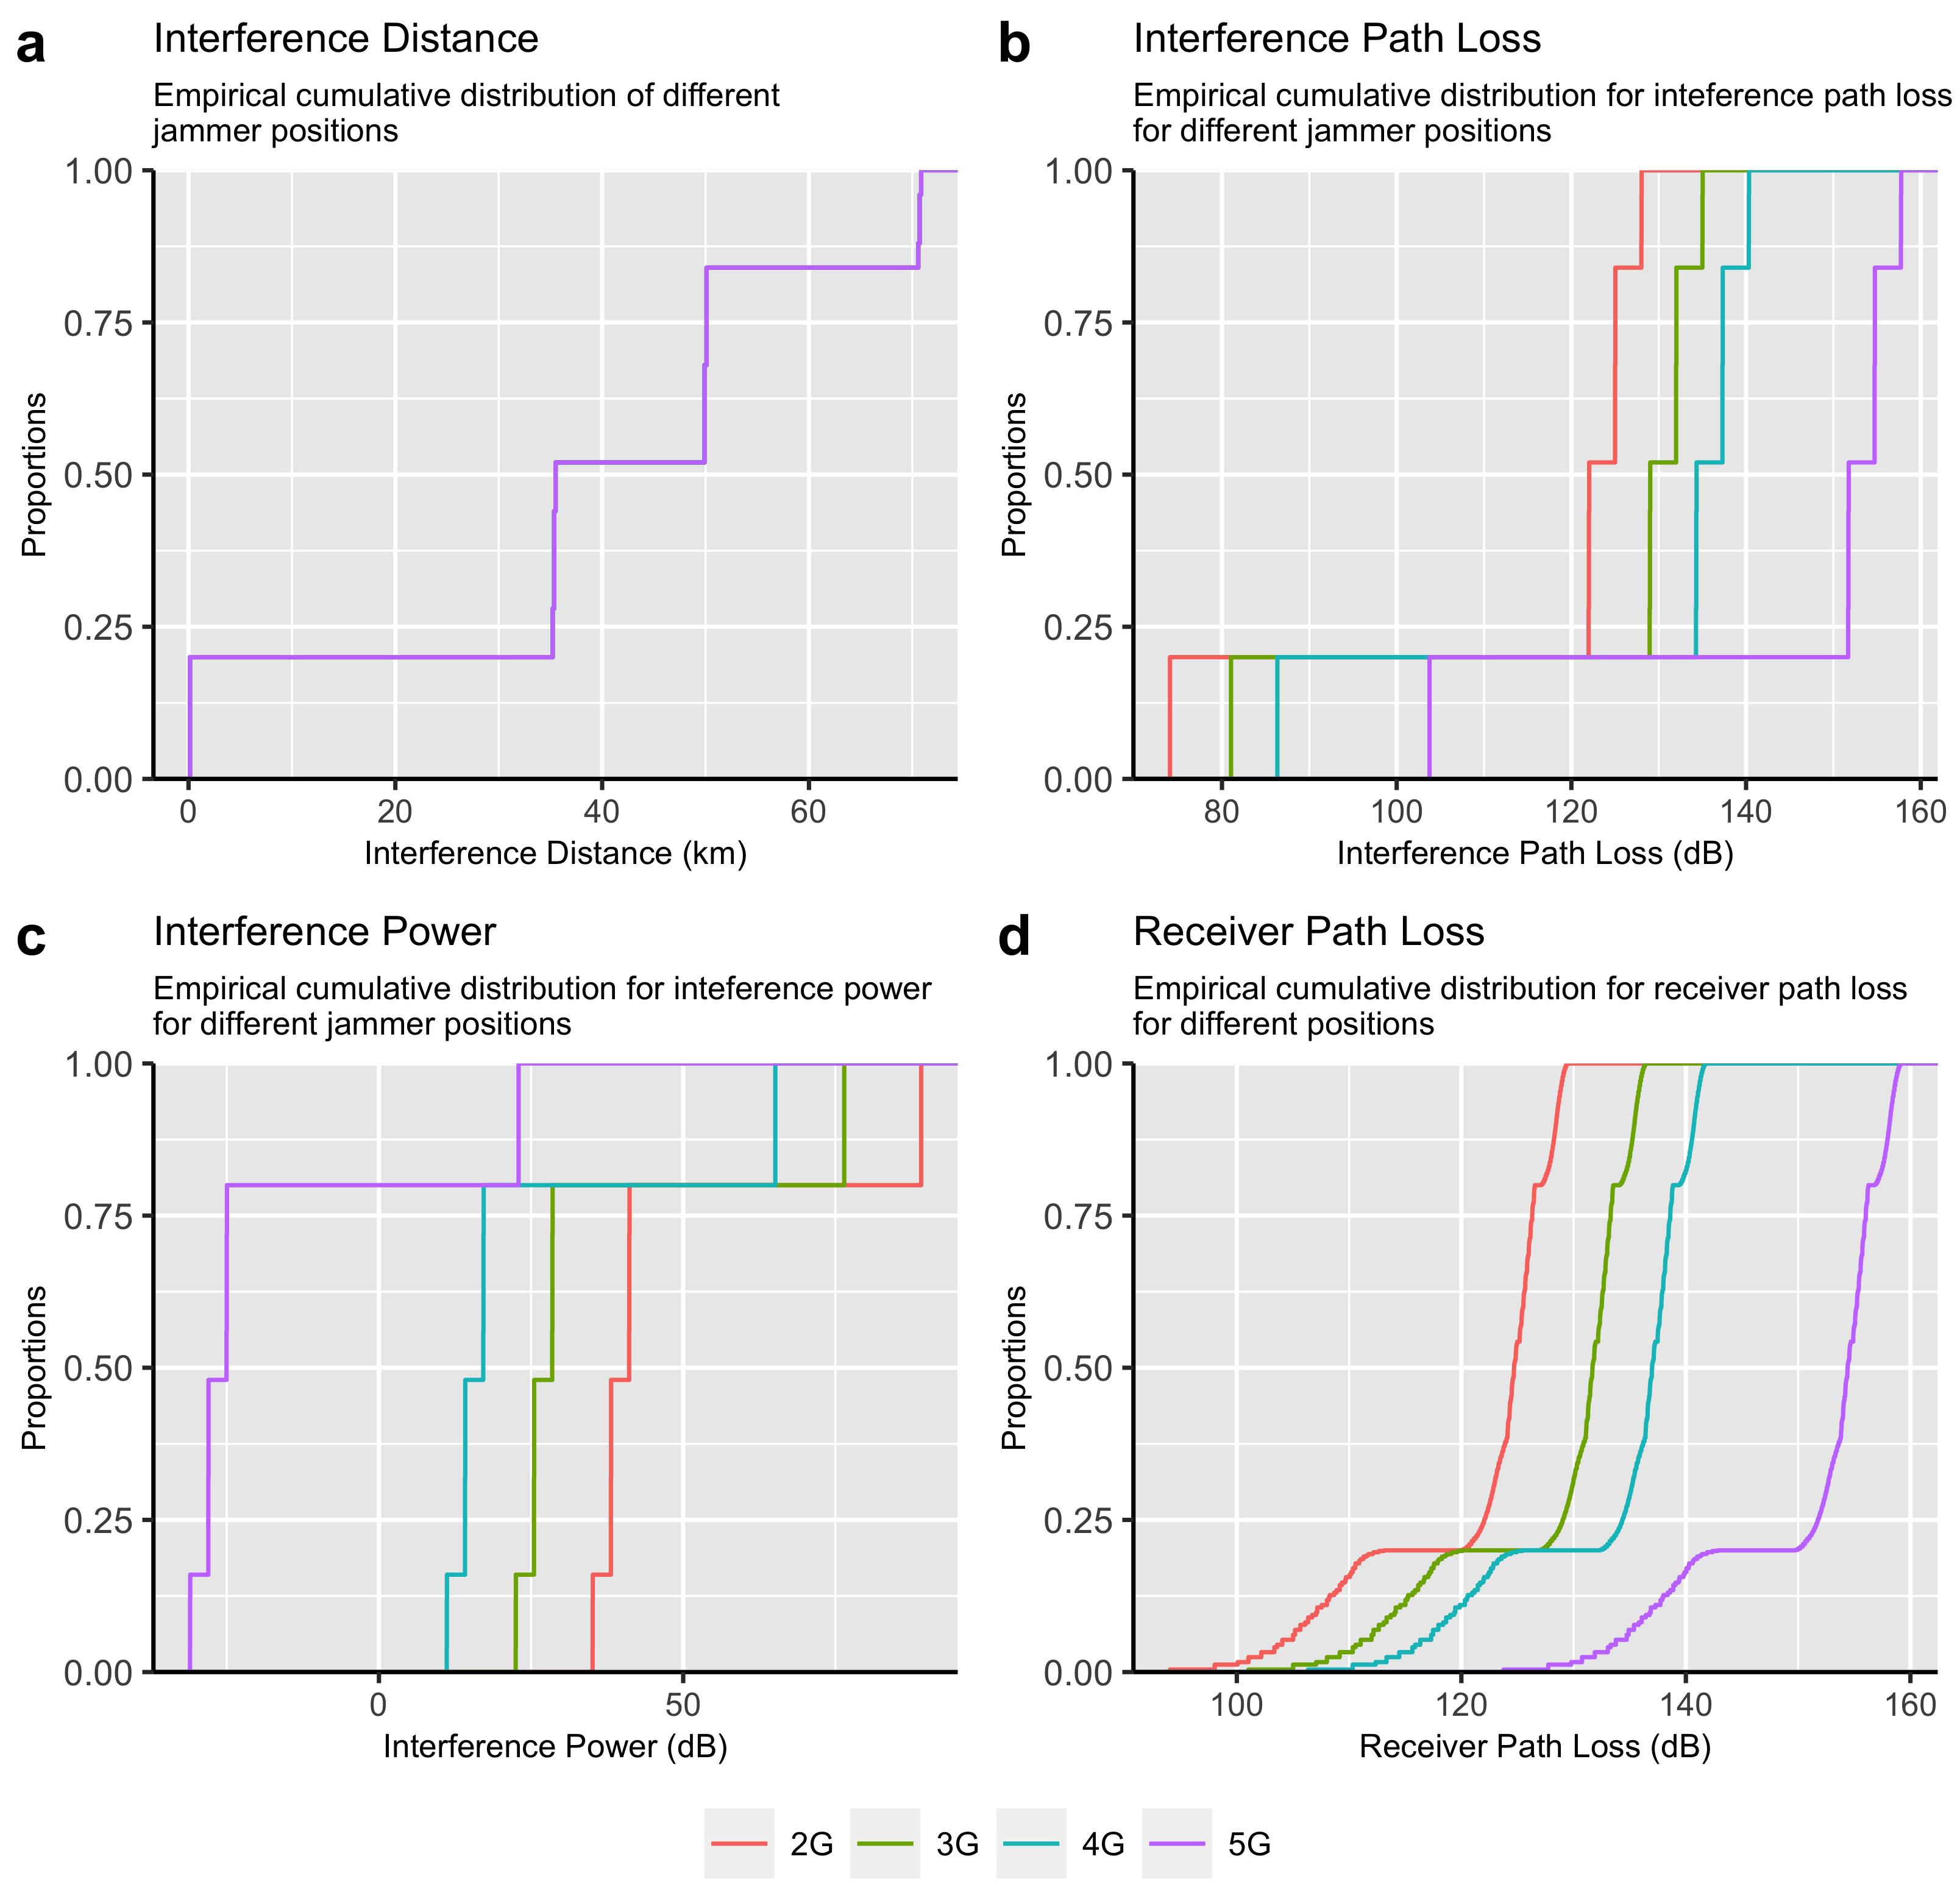 a
Interference Distance
Empirical cumulative distribution of different
jammer positions
1.00
0.75
0.50
0.25
0.00
Proportions
0 20 40 60
Interference Distance (km)
b
Interference Path Loss
Empirical cumulative distribution for inteference path loss
for different jammer positions
1.00
0.75
0.50
0.25
0.00
Proportions
80 100 120 140 160
Interference Path Loss (dB)
c
Interference Power
Empirical cumulative distribution for inteference power
for different jammer positions
1.00
0.75
0.50
0.25
0.00
Proportions
0 50
Interference Power (dB)
d
Receiver Path Loss
Empirical cumulative distribution for receiver path loss
for different positions
1.00
0.75
0.50
0.25
0.00
Proportions
100 120 140 160
Receiver Path Loss (dB)
2G 3G 4G 5G